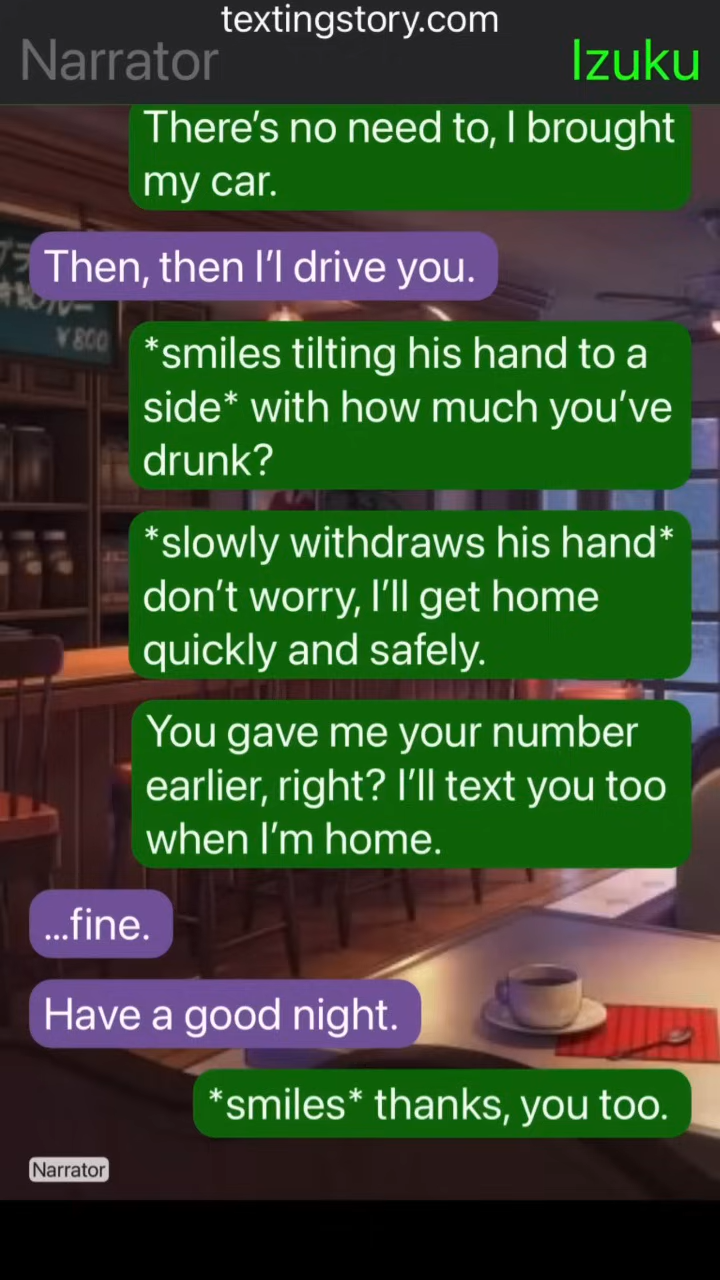 textingstory.com
Narrator
Izuku
There’s no need to, I brought
my car.
Then, then I’l drive you.
¥800
*smiles tilting his hand to a
side* with how much you’ve
drunk?
*slowly withdraws his hand*
don’t worry, I’ll get home
quickly and safely.
You gave me your number
earlier, right? I’ll text you too
when I’m home.
...fine.
Have a good night.
*smiles* thanks, you too.
Narrator